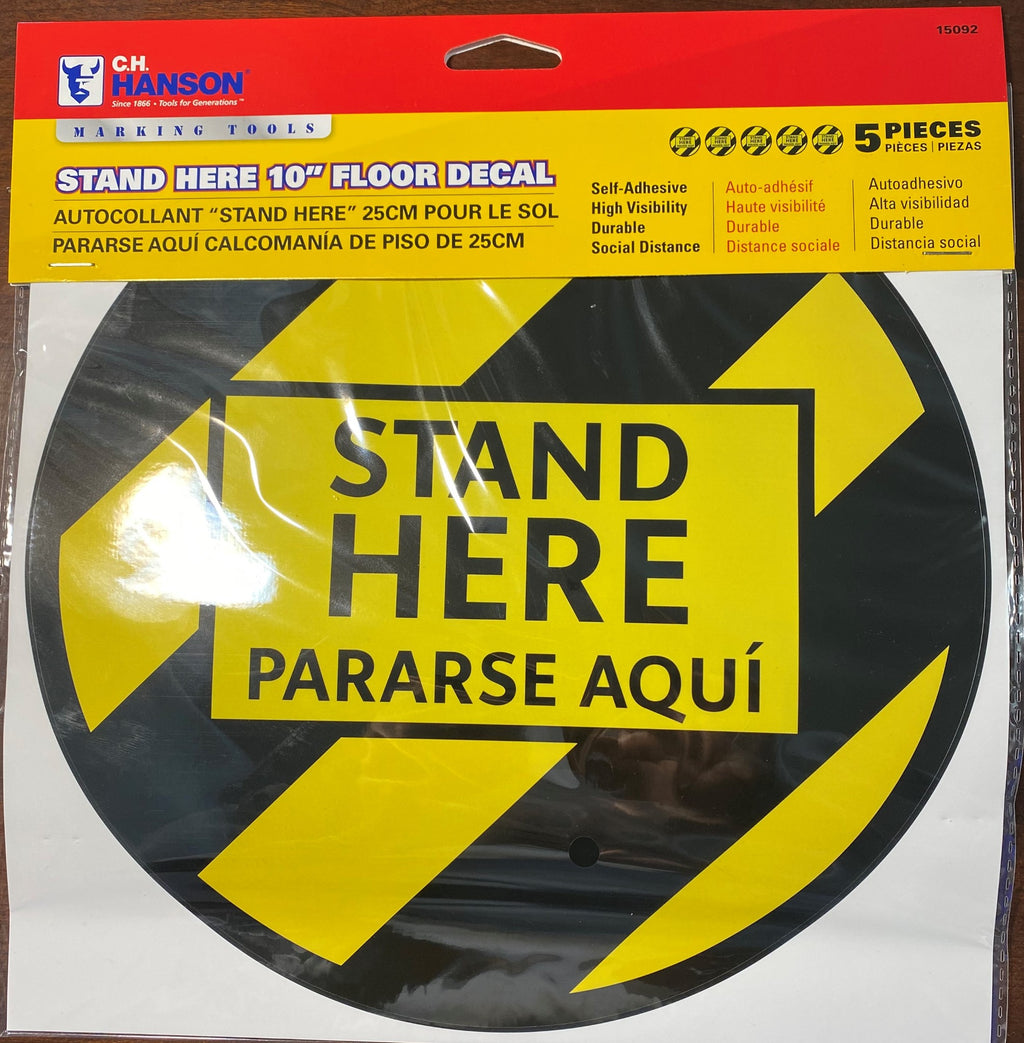 15092
C.H.
HANSON®
Since 1866 • Tools for Generations™
MARKING TOOLS
STAND HERE 10” FLOOR DECAL
AUTOCOLLANT “STAND HERE” 25CM POUR LE SOL
PARARSE AQUÍ CALCOMANÍA DE PISO DE 25CM
5 PIECES
PIÈCES | PIEZAS
Self-Adhesive
High Visibility
Durable
Social Distance
Auto-adhésif
Haute visibilité
Durable
Distance sociale
Autoadhesivo
Alta visibilidad
Durable
Distancia social
STAND
HERE
PARARSE AQUÍ